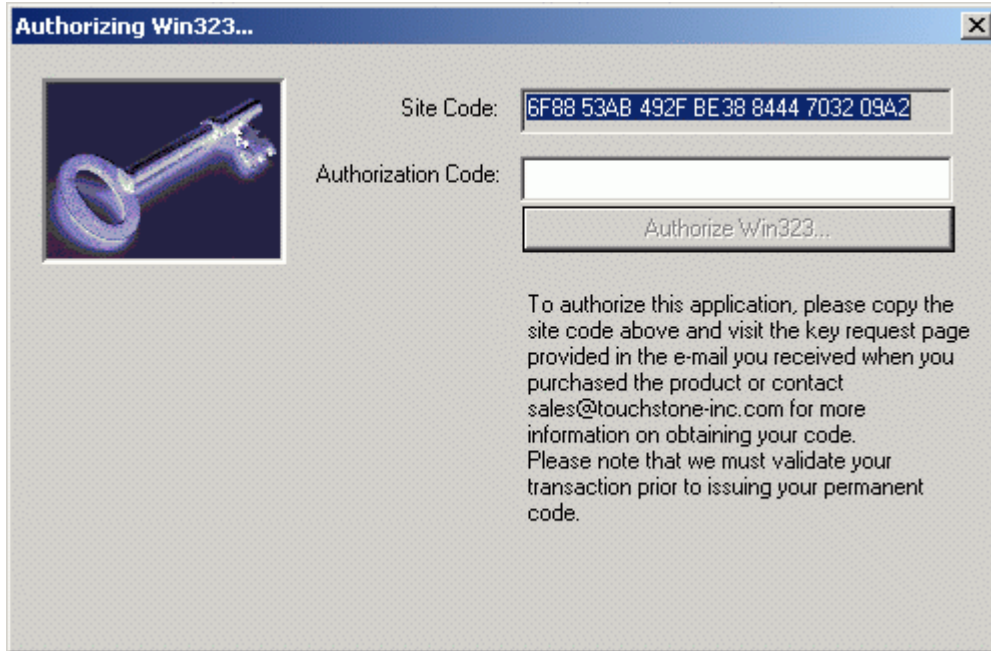 Authorizing Win323...
Site Code: 6F88 53AB 492F BE38 8444 7032 09A2
Authorization Code:
Authorize Win323...
To authorize this application, please copy the
site code above and visit the key request page
provided in the e-mail you received when you
purchased the product or contact
sales@touchstone-inc.com for more
information on obtaining your code.
Please note that we must validate your
transaction prior to issuing your permanent
code.